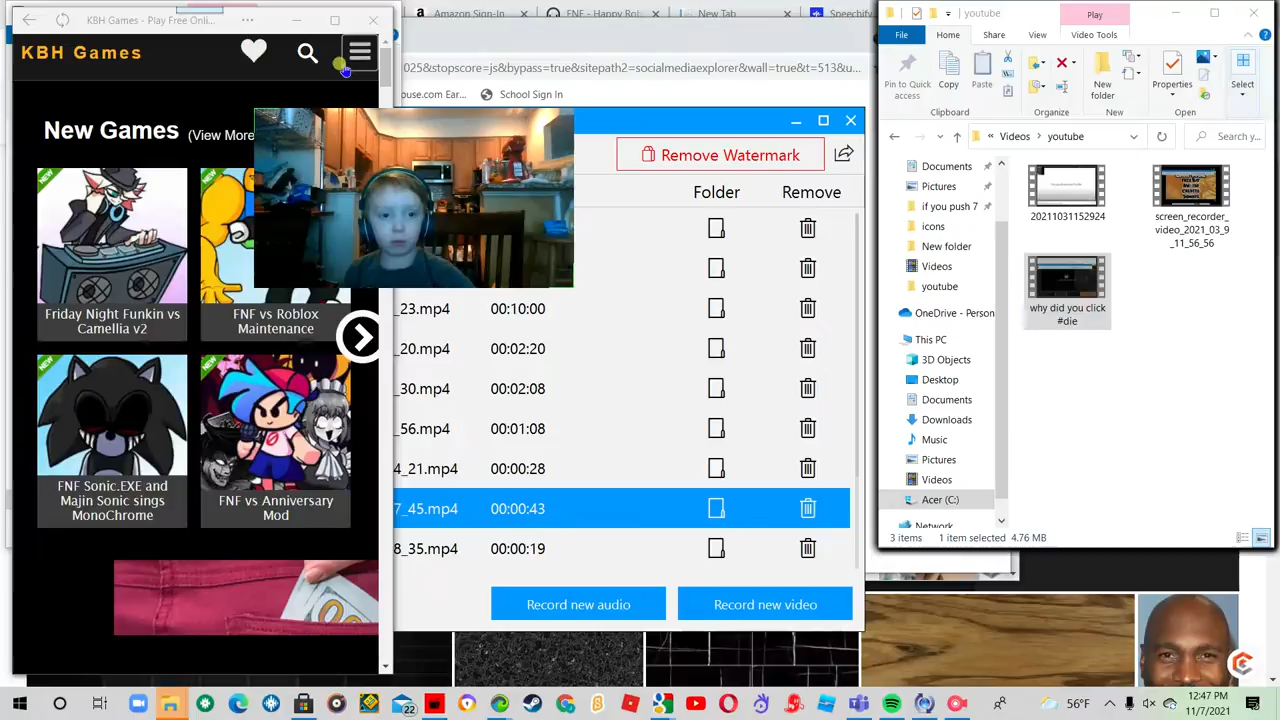 KBH Games - Play Free Onli...
Amazon Sign-In
FNF - Happy Rob
New Tab
Speechify
youtube
Play
KBH Games
File
Home
Share
View
Video Tools
025&stopscore=js&bypass=true&sitepath2=socialmediaexplorer&wall=true&t=513&u...
ouse.com Ear...
School Sign In
Pin to Quick access
Copy
Paste
New folder
Properties
Select
Clipboard
Organize
New
Open
New Games (View More
Remove Watermark
Videos
youtube
Search y...
Folder
Remove
Documents
Pictures
if you push 7
icons
New folder
Videos
youtube
OneDrive - Person
This PC
3D Objects
Desktop
Documents
Downloads
Music
Pictures
Videos
Acer (C:)
Network
20211031152924
screen_recorder_
video_2021_03_9
_11_56_56
why did you click
#die
NEW
Friday Night Funkin vs
Camellia v2
NEW
FNF vs Roblox
Maintenance
NEW
FNF Sonic.EXE and
Majin Sonic sings
MonoChrome
NEW
FNF vs Anniversary
Mod
_23.mp4 00:10:00
_20.mp4 00:02:20
_30.mp4 00:02:08
_56.mp4 00:01:08
4_21.mp4 00:00:28
7_45.mp4 00:00:43
8_35.mp4 00:00:19
Record new audio
Record new video
3 items
1 item selected 4.76 MB
22
56°F
12:47 PM
11/7/2021